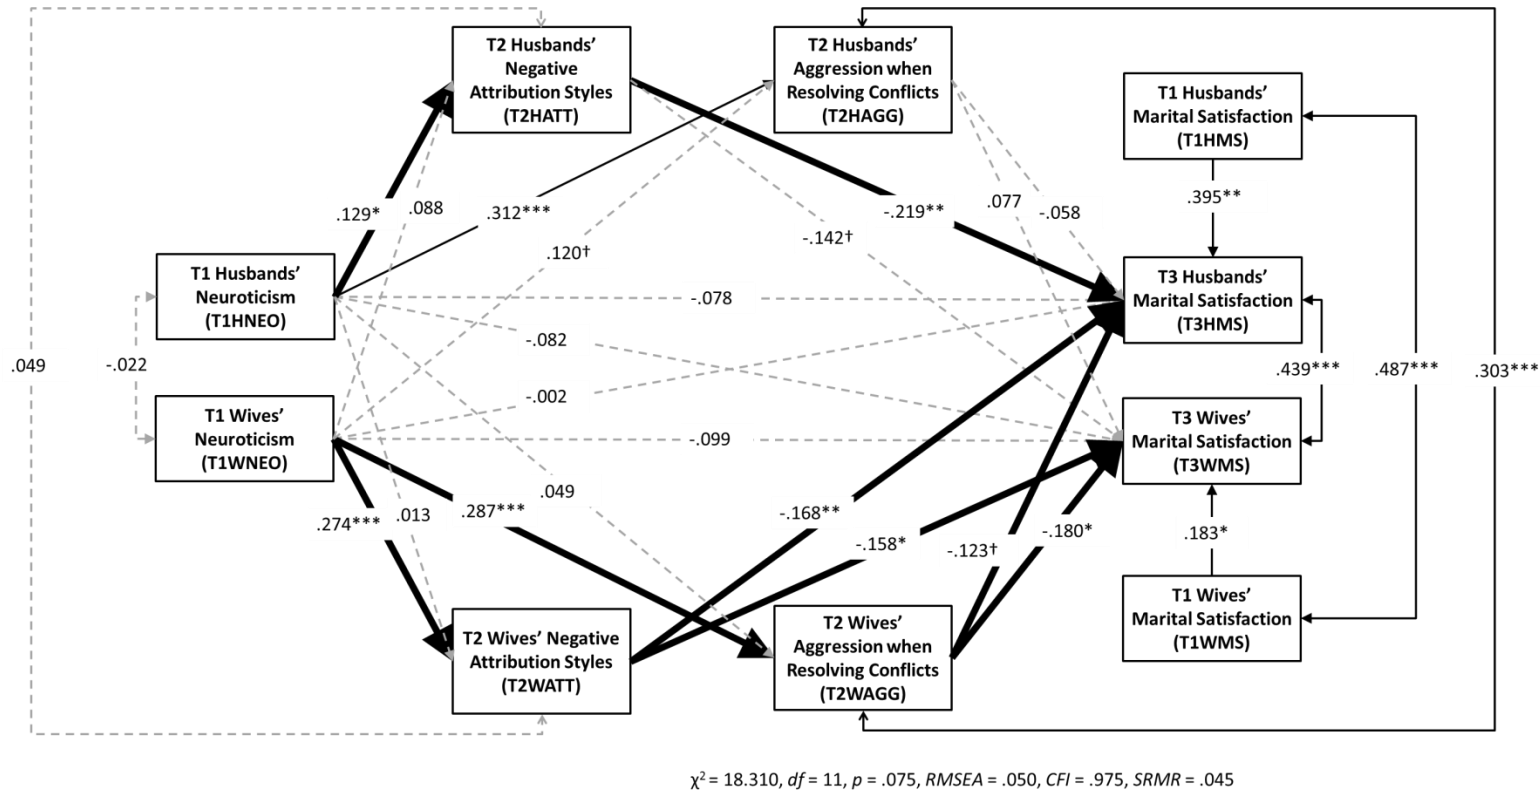 T2 Husbands’
Negative
Attribution Styles
(T2HATT)
T2 Husbands’
Aggression when
Resolving Conflicts
(T2HAGG)
T1 Husbands’
Marital Satisfaction
(T1HMS)
.129*
.088
.312***
.120†
-.219**
-.142†
.077
-.058
.395**
T1 Husbands’
Neuroticism
(T1HNEO)
T3 Husbands’
Marital Satisfaction
(T3HMS)
-.078
-.082
-.002
-.099
.049
-.022
.439***
.487***
.303***
T1 Wives’
Neuroticism
(T1WNEO)
T3 Wives’
Marital Satisfaction
(T3WMS)
.274***
.013
.287***
.049
-.168**
-.158*
-.123†
-.180*
.183*
T2 Wives’ Negative
Attribution Styles
(T2WATT)
T2 Wives’
Aggression when
Resolving Conflicts
(T2WAGG)
T1 Wives’
Marital Satisfaction
(T1WMS)
χ² = 18.310, df = 11, p = .075, RMSEA = .050, CFI = .975, SRMR = .045